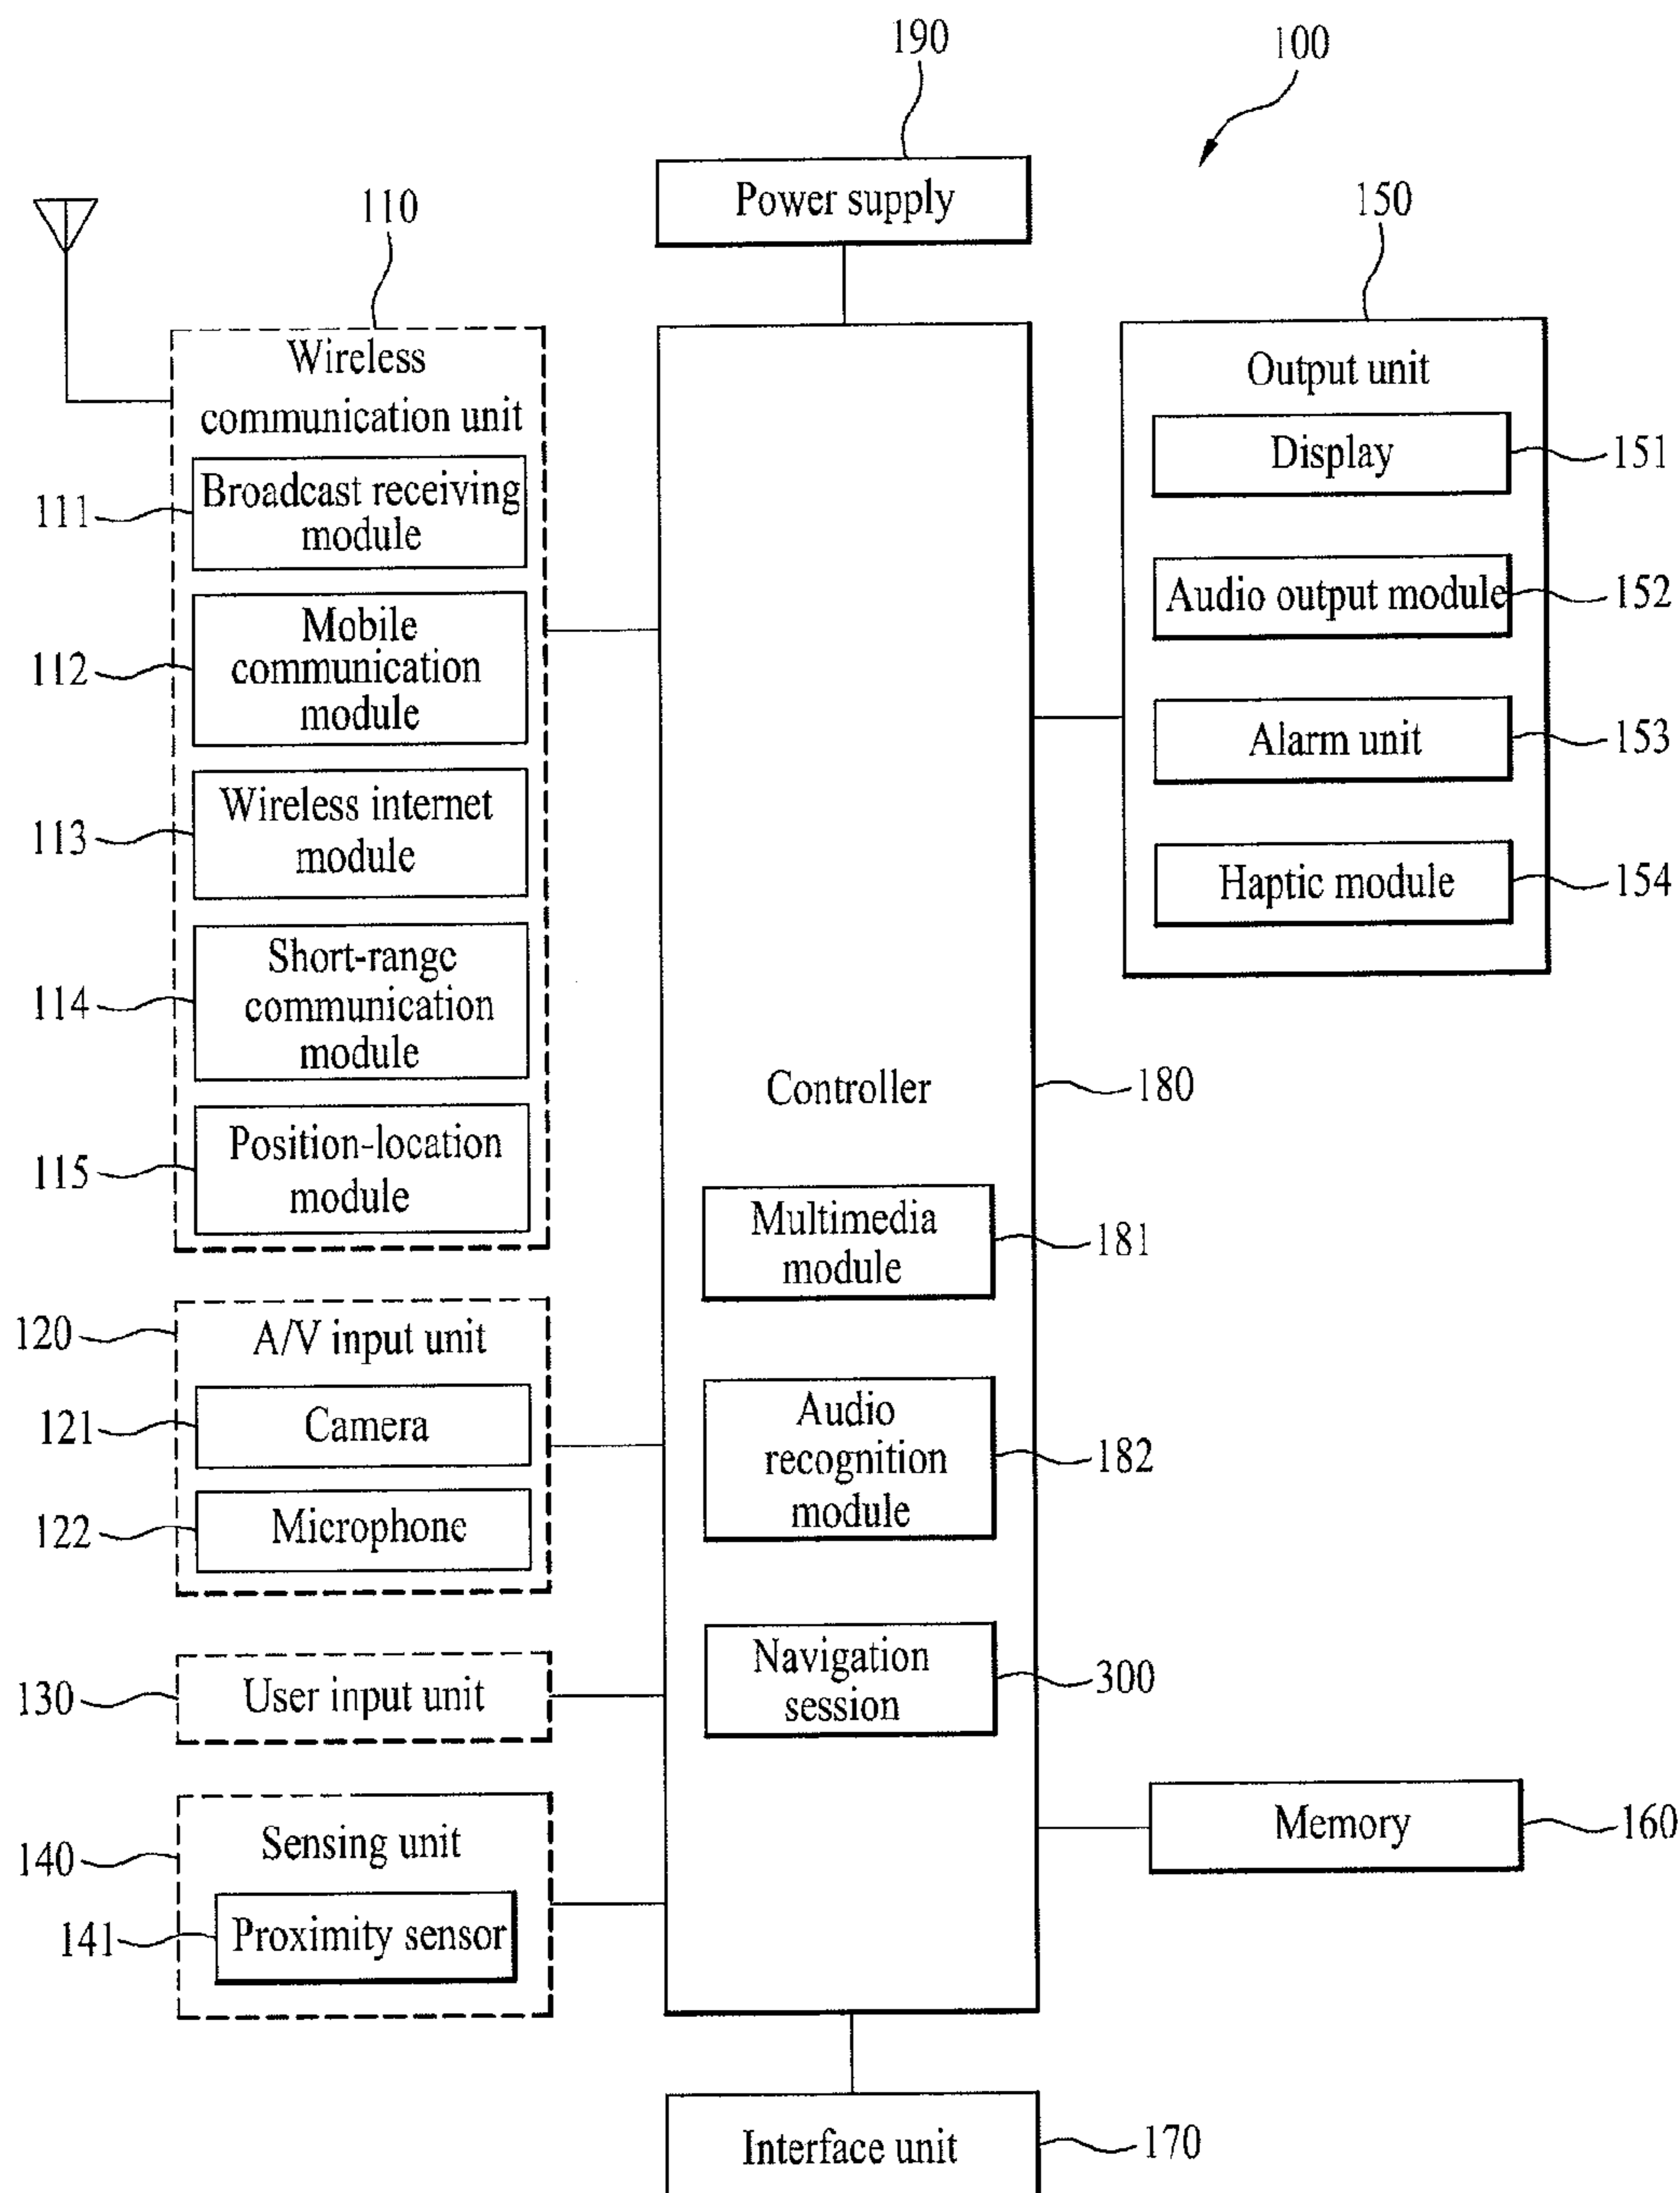 190
100
Power supply
110
150
Wireless
communication unit
Output unit
Broadcast receiving
module
111
Display
151
Mobile
communication
module
112
Audio output module
152
Wireless internet
module
113
Alarm unit
153
Short-range
communication
module
114
Haptic module
154
Position-location
module
115
Controller
180
Multimedia
module
181
120
A/V input unit
121
Camera
122
Microphone
Audio
recognition
module
182
130
User input unit
Navigation
session
300
140
Sensing unit
141
Proximity sensor
Memory
160
Interface unit
170